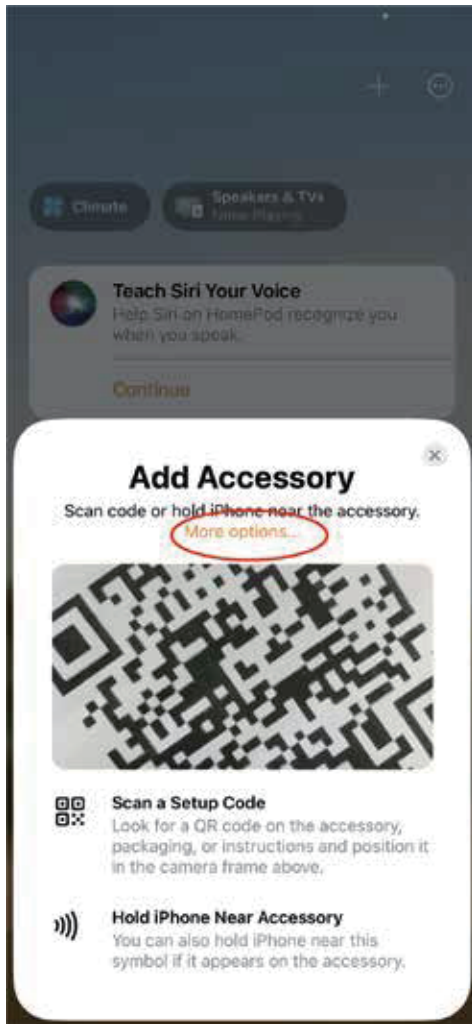 Climate
Speakers & TVs
Teach Siri Your Voice
Help Siri on HomePod recognize you
when you speak.
Continue
Add Accessory
Scan code or hold iPhone near the accessory.
More options...
Scan a Setup Code
Look for a QR code on the accessory,
packaging, or instructions and position it
in the camera frame above.
Hold iPhone Near Accessory
You can also hold iPhone near this
symbol if it appears on the accessory.